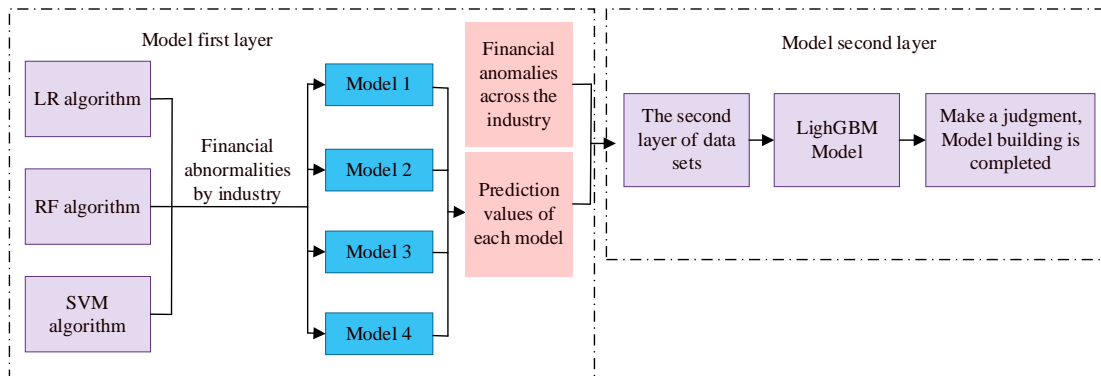 Model first layer
LR algorithm
RF algorithm
SVM
algorithm
Financial
abnormalities
by industry
Model 1
Model 2
Model 3
Model 4
Financial
anomalies
across the
industry
Prediction
values of
each model
Model second layer
The second
layer of data
sets
LighGBM
Model
Make a judgment,
Model building is
completed